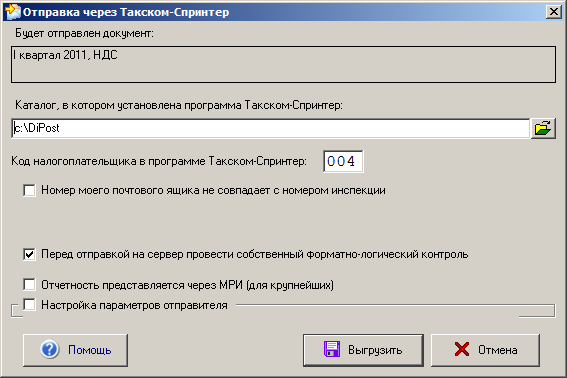 Отправка через Такском-Спринтер
Будет отправлен документ:
I квартал 2011, НДС
Каталог, в котором установлена программа Такском-Спринтер:
c:\DiPost
Код налогоплательщика в программе Такском-Спринтер: 004
Номер моего почтового ящика не совпадает с номером инспекции
Перед отправкой на сервер провести собственный форматно-логический контроль
Отчетность представляется через МРИ (для крупнейших)
Настройка параметров отправителя
Помощь Выгрузить Отмена